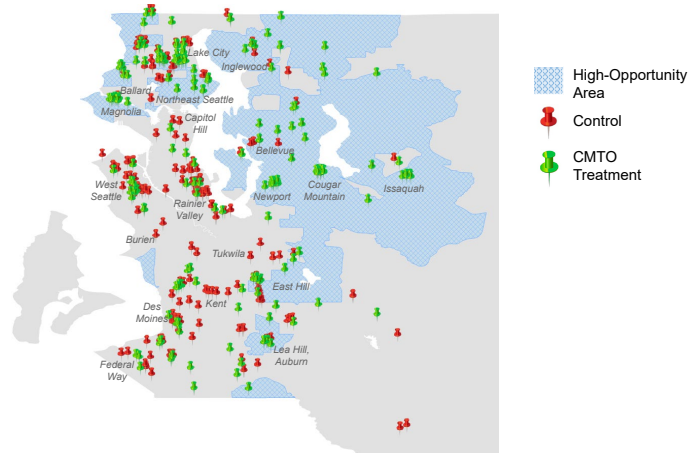 Lake City
Inglewood
Ballard
Northeast Seattle
Magnolia
Capitol
Hill
Bellevue
West
Seattle
Rainier
Valley
Newport
Cougar
Mountain
Issaquah
Burien
Tukwila
East Hill
Kent
Des
Moines
Lea Hill,
Auburn
Federal
Way
High-Opportunity
Area
Control
CMTO
Treatment